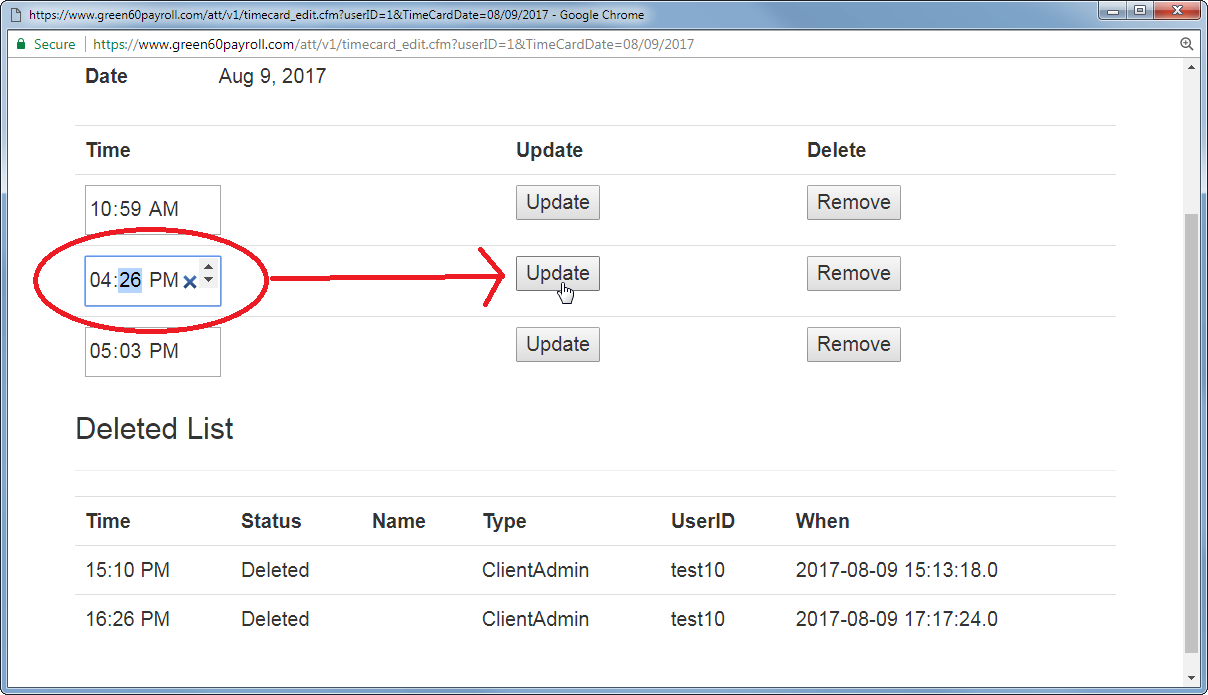 https://www.green60payroll.com/att/v1/timecard_edit.cfm?userID=1&TimeCardDate=08/09/2017 - Google Chrome
Secure https://www.green60payroll.com/att/v1/timecard_edit.cfm?userID=1&TimeCardDate=08/09/2017
Date Aug 9, 2017
Time Update Delete
10:59 AM Update Remove
04:26 PM Update Remove
05:03 PM Update Remove
Deleted List
Time Status Name Type UserID When
15:10 PM Deleted ClientAdmin test10 2017-08-09 15:13:18.0
16:26 PM Deleted ClientAdmin test10 2017-08-09 17:17:24.0